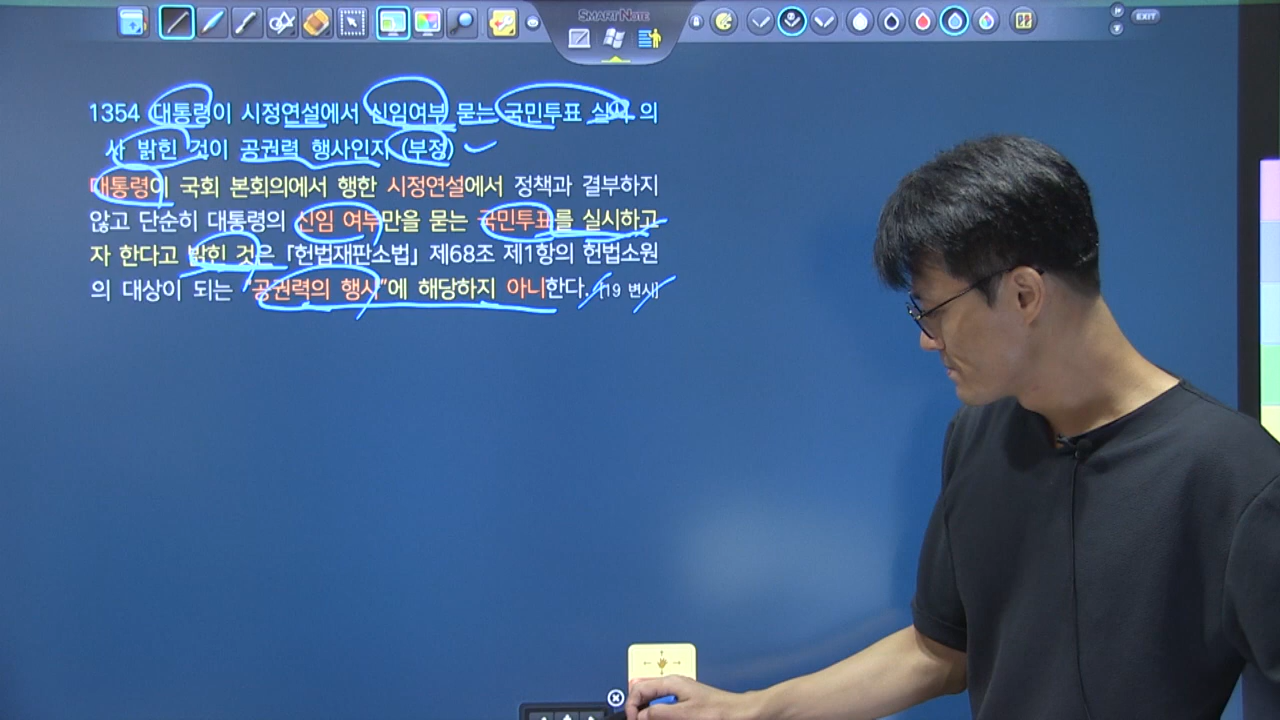 SMARTNOTE
EXIT
1354 대통령이 시정연설에서 신임여부 묻는 국민투표 실시 의
사 밝힌 것이 공권력 행사인지 (부정)
대통령이 국회 본회의에서 행한 시정연설에서 정책과 결부하지
않고 단순히 대통령의 신임 여부만을 묻는 국민투표를 실시하고
자 한다고 밝힌 것은 「헌법재판소법」 제68조 제1항의 헌법소원
의 대상이 되는 “공권력의 행사”에 해당하지 아니한다. [19 변시]